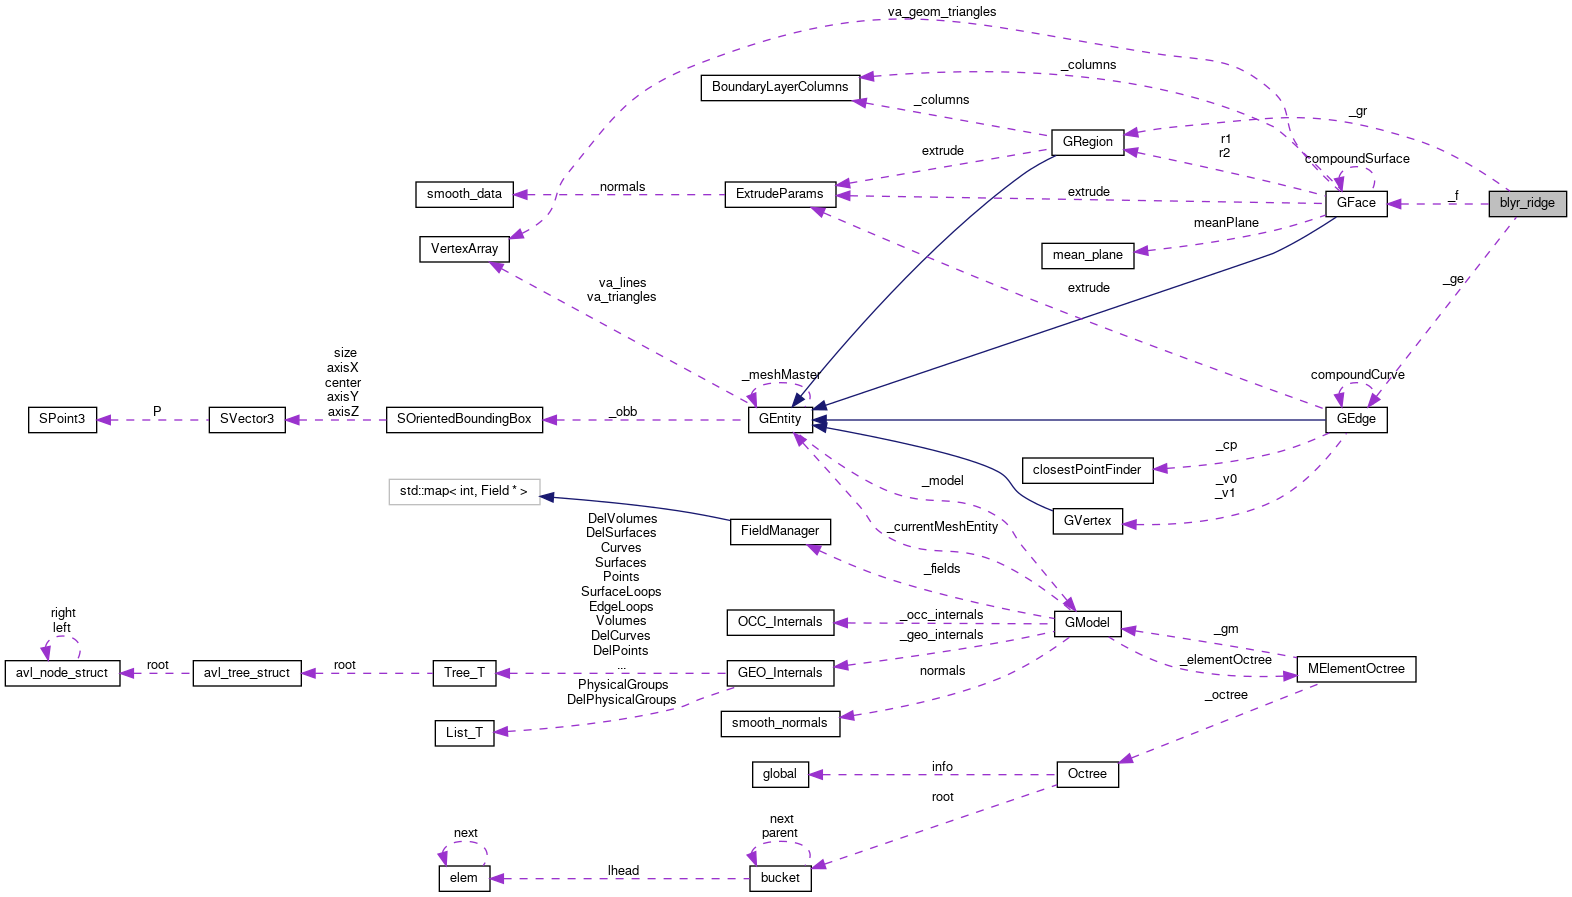 va_geom_triangles
_columns
BoundaryLayerColumns
_columns
_gr
GRegion
r1
r2
extrude
compoundSurface
smooth_data
normals
ExtrudeParams
extrude
GFace
_f
blyr_ridge
meanPlane
VertexArray
mean_plane
va_lines
va_triangles
extrude
_ge
size
axisX
center
axisY
axisZ
_meshMaster
compoundCurve
SPoint3
P
SVector3
SOrientedBoundingBox
_obb
GEntity
GEdge
_cp
closestPointFinder
_v0
_v1
_model
std::map< int, Field * >
GVertex
FieldManager
_currentMeshEntity
DelVolumes
DelSurfaces
Curves
Surfaces
Points
SurfaceLoops
EdgeLoops
Volumes
DelCurves
DelPoints
...
_fields
right
left
OCC_Internals
_occ_internals
GModel
_gm
_geo_internals
_elementOctree
MElementOctree
avl_node_struct
root
avl_tree_struct
root
Tree_T
GEO_Internals
normals
PhysicalGroups
DelPhysicalGroups
_octree
List_T
smooth_normals
global
info
Octree
root
next
next
parent
elem
lhead
bucket